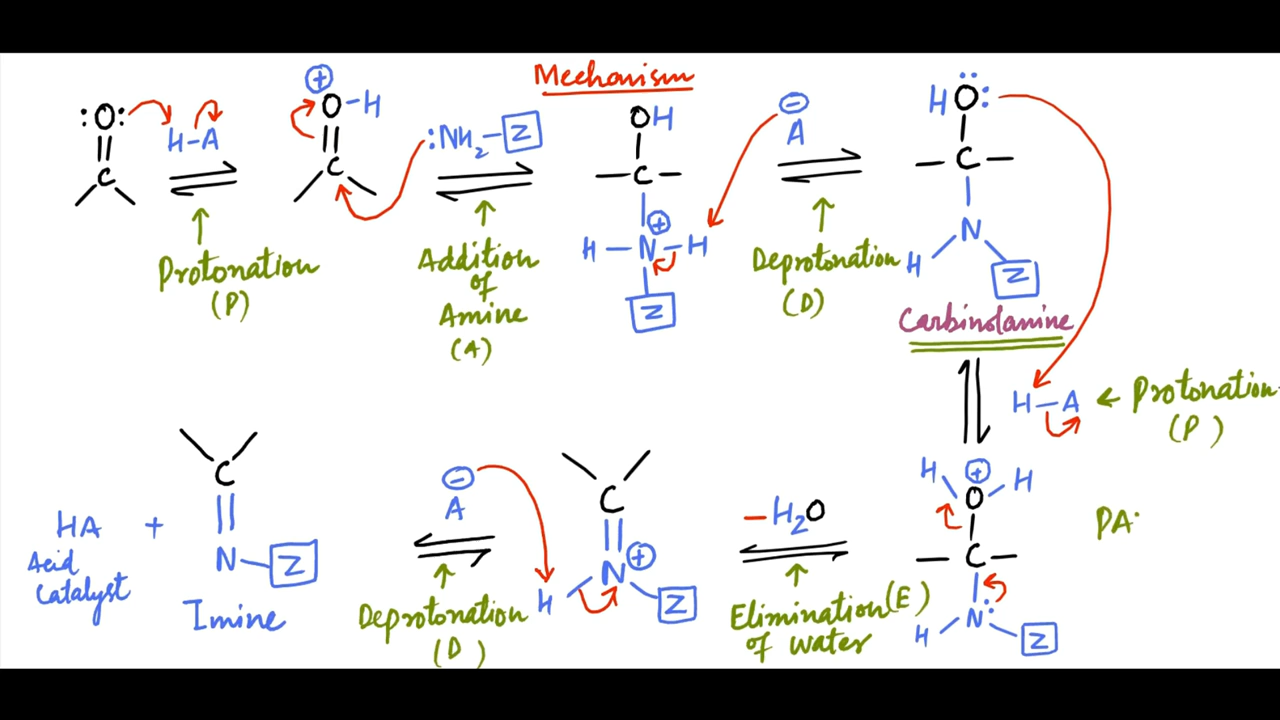 Mechanism
:O: H-A
C
Protonation
(P)
⊕
O-H
C
:NH2-Z
Addition
of
Amine
(A)
OH
C
⊕
H-N-H
Z
⊖
A
Deprotonation
(D)
HO:
C
N
H Z
Carbinolamine
H-A ← Protonation
(P)
H ⊕ H
O
C
N:
H Z
PA
-H2O
Elimination (E)
of water
C
N ⊕
H Z
⊖
A
Deprotonation
(D)
C
N-Z
Imine
HA +
Acid
Catalyst